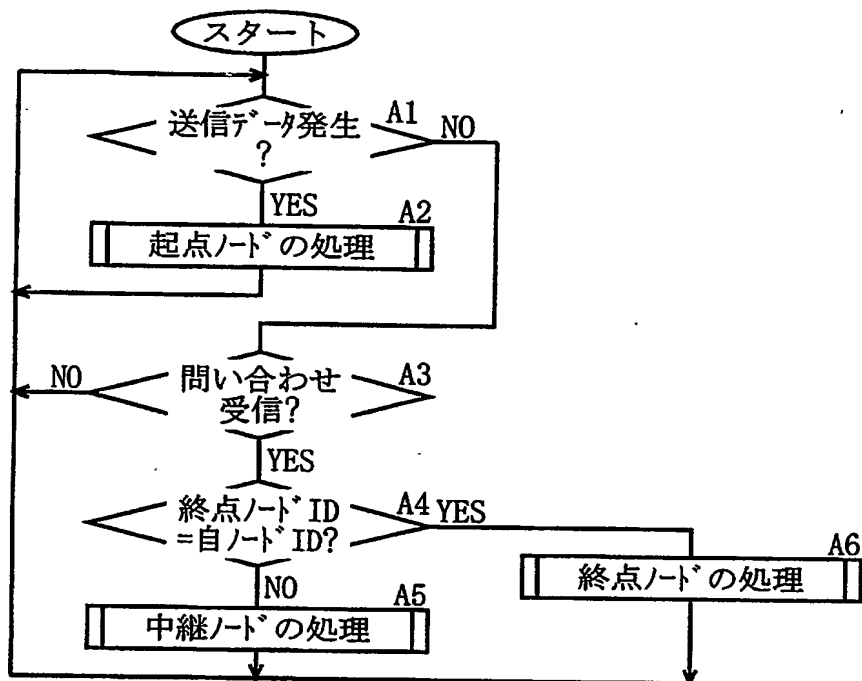 スタート
送信データ発生
?
A1
NO
YES
A2
起点ノードの処理
NO
問い合わせ
受信?
A3
YES
終点ノードID
=自ノードID?
A4
YES
A6
終点ノードの処理
NO
A5
中継ノードの処理